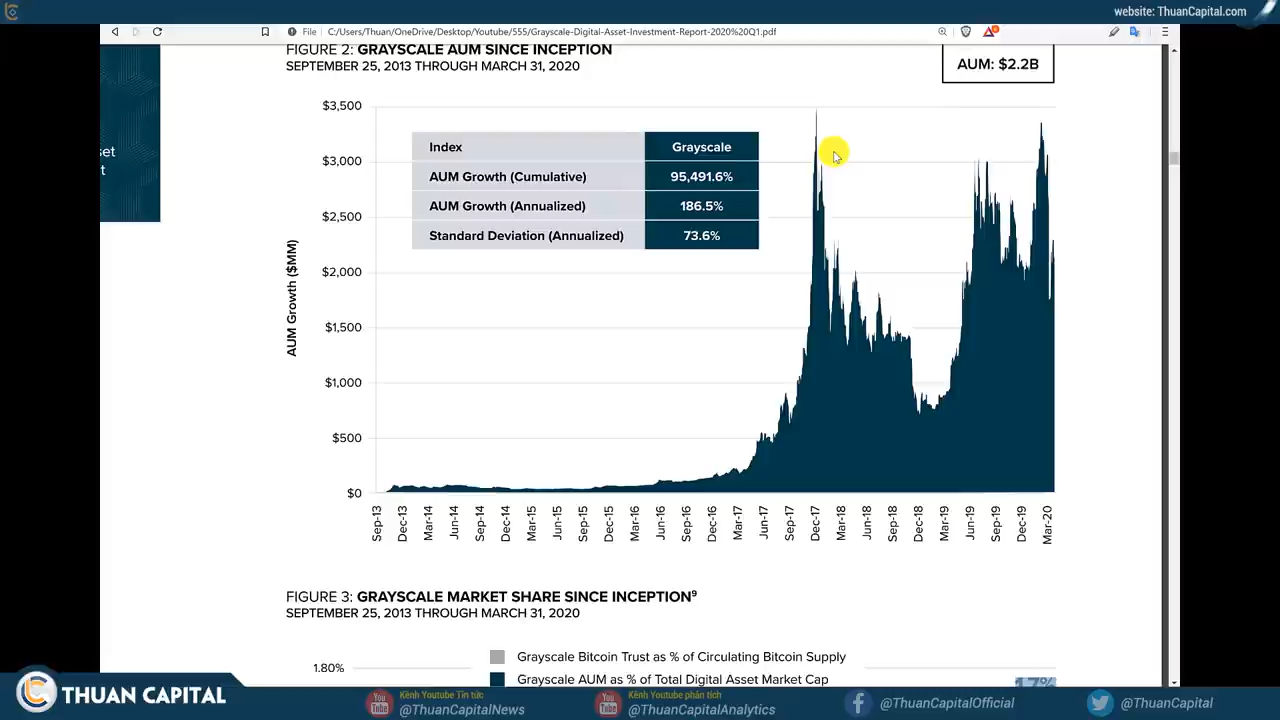 website: ThuanCapital.com
File
C:/Users/Thuan/OneDrive/Desktop/Youtube/555/Grayscale-Digital-Asset-Investment-Report-2020%20Q1.pdf
FIGURE 2: GRAYSCALE AUM SINCE INCEPTION
SEPTEMBER 25, 2013 THROUGH MARCH 31, 2020
AUM: $2.2B
set
t
AUM Growth ($MM)
$3,500
$3,000
$2,500
$2,000
$1,500
$1,000
$500
$0
Index Grayscale
AUM Growth (Cumulative) 95,491.6%
AUM Growth (Annualized) 186.5%
Standard Deviation (Annualized) 73.6%
Sep-13 Dec-13 Mar-14 Jun-14 Sep-14 Dec-14 Mar-15 Jun-15 Sep-15 Dec-15 Mar-16 Jun-16 Sep-16 Dec-16 Mar-17 Jun-17 Sep-17 Dec-17 Mar-18 Jun-18 Sep-18 Dec-18 Mar-19 Jun-19 Sep-19 Dec-19 Mar-20
FIGURE 3: GRAYSCALE MARKET SHARE SINCE INCEPTION⁹
SEPTEMBER 25, 2013 THROUGH MARCH 31, 2020
1.80%
Grayscale Bitcoin Trust as % of Circulating Bitcoin Supply
Grayscale AUM as % of Total Digital Asset Market Cap
1.7%
THUAN CAPITAL
You Tube
Kênh Youtube Tin tức
@ThuanCapitalNews
You Tube
Kênh Youtube phân tích
@ThuanCapitalAnalytics
@ThuanCapitalOfficial
@ThuanCapital